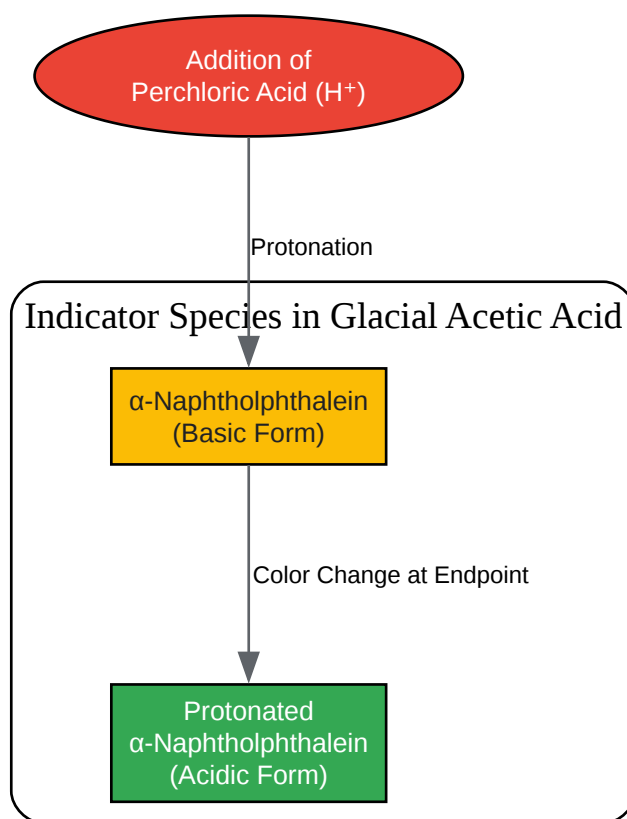 Addition of
Perchloric Acid (H⁺)
Protonation
Indicator Species in Glacial Acetic Acid
α-Naphtholphthalein
(Basic Form)
Color Change at Endpoint
Protonated
α-Naphtholphthalein
(Acidic Form)